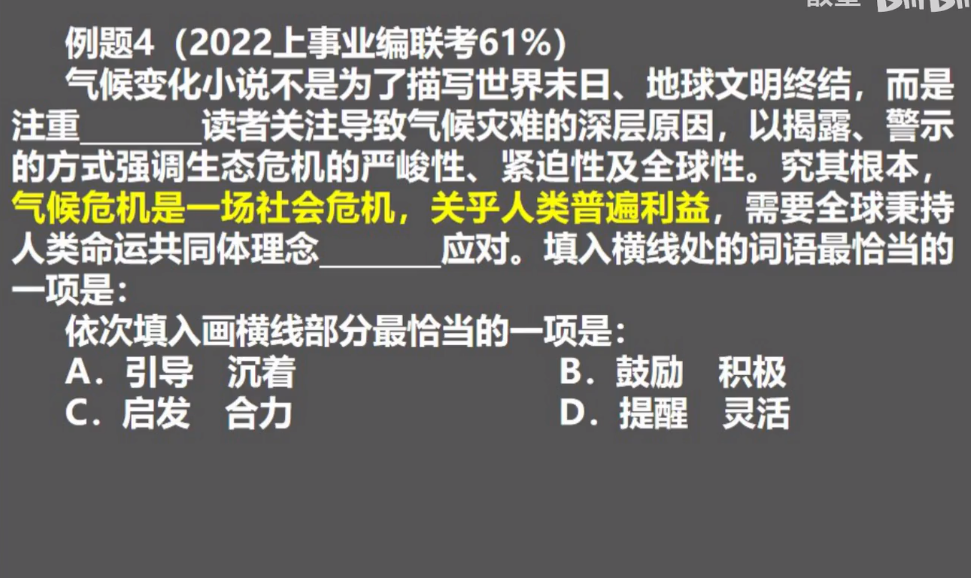 例题4（2022上事业编联考61%）
气候变化小说不是为了描写世界末日、地球文明终结，而是
注重______读者关注导致气候灾难的深层原因，以揭露、警示
的方式强调生态危机的严峻性、紧迫性及全球性。究其根本，
气候危机是一场社会危机，关乎人类普遍利益，需要全球秉持
人类命运共同体理念______应对。填入横线处的词语最恰当的
一项是：
依次填入画横线部分最恰当的一项是：
A．引导 沉着 B．鼓励 积极
C．启发 合力 D．提醒 灵活